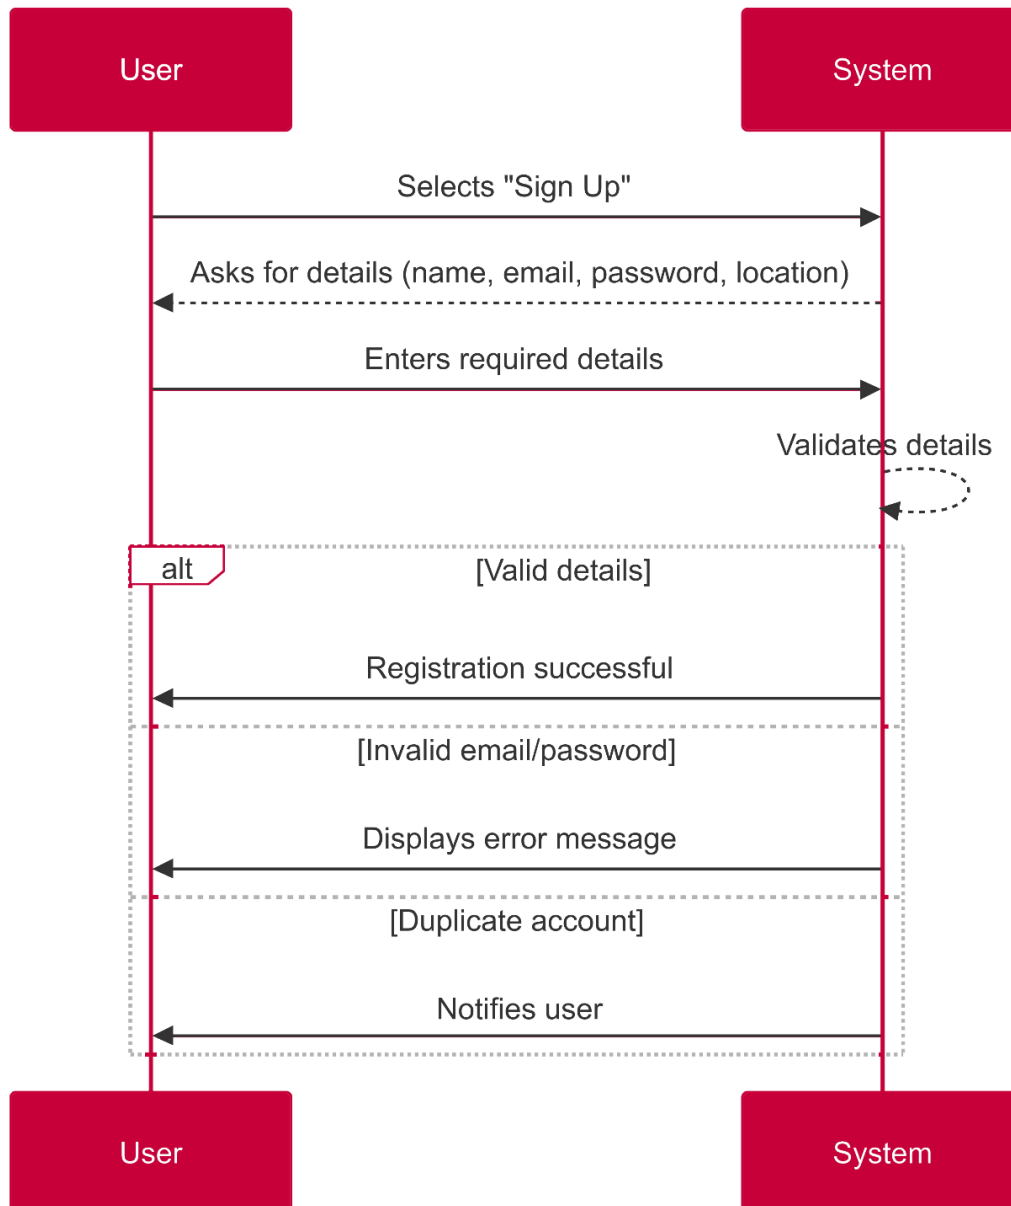 User
System
Selects "Sign Up"
Asks for details (name, email, password, location)
Enters required details
Validates details
alt
[Valid details]
Registration successful
[Invalid email/password]
Displays error message
[Duplicate account]
Notifies user
User
System